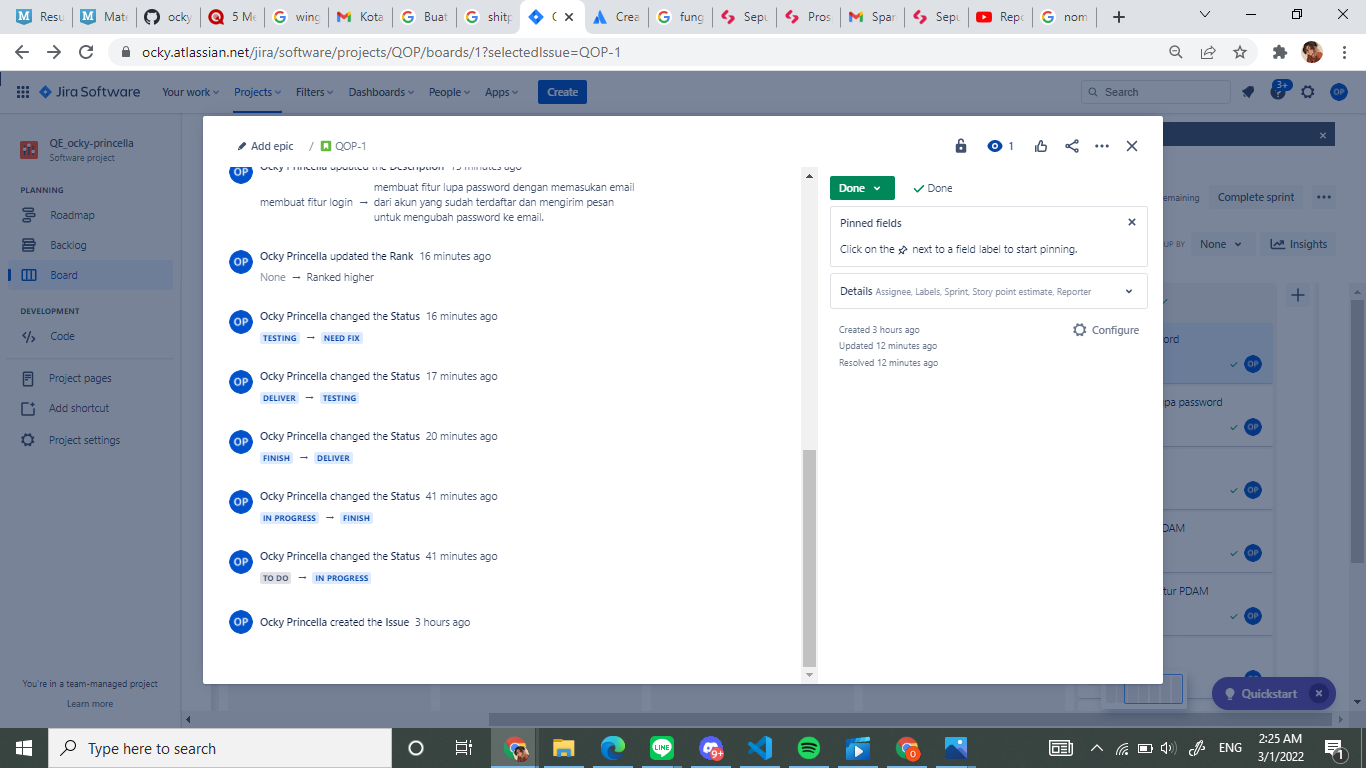 Resu
Mate
ocky
5 Me
wing
Kota
Buat
shitp
Crea
fung
Sepu
Pros
Spar
Sepu
Repo
nom
ocky.atlassian.net/jira/software/projects/QOP/boards/1?selectedIssue=QOP-1
Jira Software
Your work
Projects
Filters
Dashboards
People
Apps
Create
Search
3+
OP
QE_ocky-princella
Software project
PLANNING
Roadmap
Backlog
Board
DEVELOPMENT
Code
Project pages
Add shortcut
Project settings
You're in a team-managed project
Learn more
Add epic / QOP-1
1
OP Ocky Princella updated the Description 15 minutes ago
membuat fitur login → membuat fitur lupa password dengan memasukan email
dari akun yang sudah terdaftar dan mengirim pesan
untuk mengubah password ke email.
OP Ocky Princella updated the Rank 16 minutes ago
None → Ranked higher
OP Ocky Princella changed the Status 16 minutes ago
TESTING → NEED FIX
OP Ocky Princella changed the Status 17 minutes ago
DELIVER → TESTING
OP Ocky Princella changed the Status 20 minutes ago
FINISH → DELIVER
OP Ocky Princella changed the Status 41 minutes ago
IN PROGRESS → FINISH
OP Ocky Princella changed the Status 41 minutes ago
TO DO → IN PROGRESS
OP Ocky Princella created the Issue 3 hours ago
Done
Done
Pinned fields
Click on the next to a field label to start pinning.
Details Assignee, Labels, Sprint, Story point estimate, Reporter
Created 3 hours ago
Updated 12 minutes ago
Resolved 12 minutes ago
Configure
emaining
Complete sprint
UP BY
None
Insights
ord
OP
pa password
OP
OP
DAM
OP
tur PDAM
OP
Quickstart
Type here to search
9+
ENG
2:25 AM
3/1/2022
1